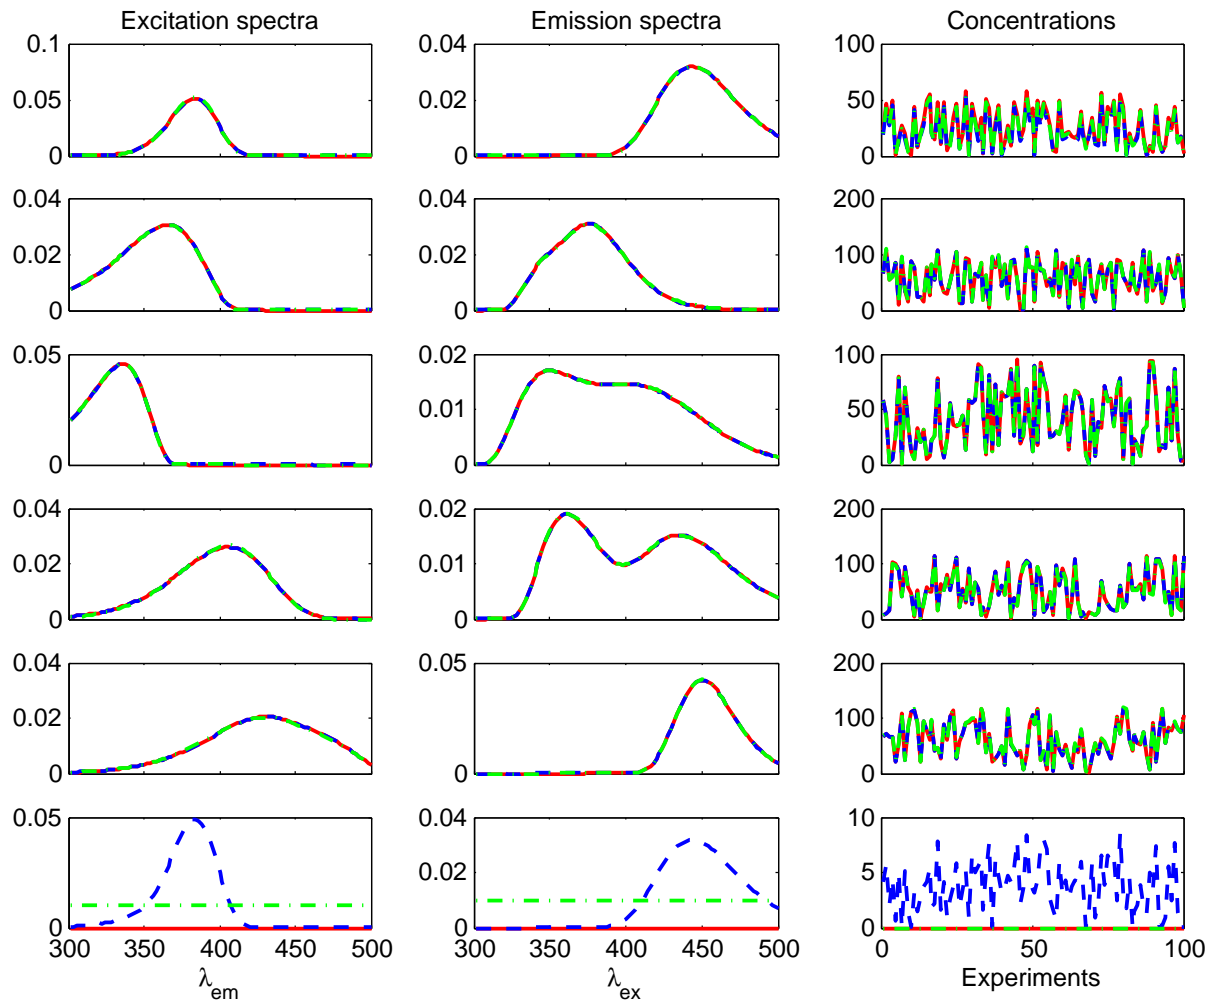 Excitation spectra Emission spectra Concentrations
0.1 0.04 100
0.05 0.02 50
0 0 0
0.04 0.04 200
0.02 0.02 100
0 0 0
0.05 0.02 100
0.01 50
0 0 0
0.04 0.02 200
0.02 0.01 100
0 0 0
0.04 0.05 200
0.02 100
0 0 0
0.05 0.04 10
0.02 5
0 0 0
300 350 400 450 500 300 350 400 450 500 0 50 100
λem λex Experiments